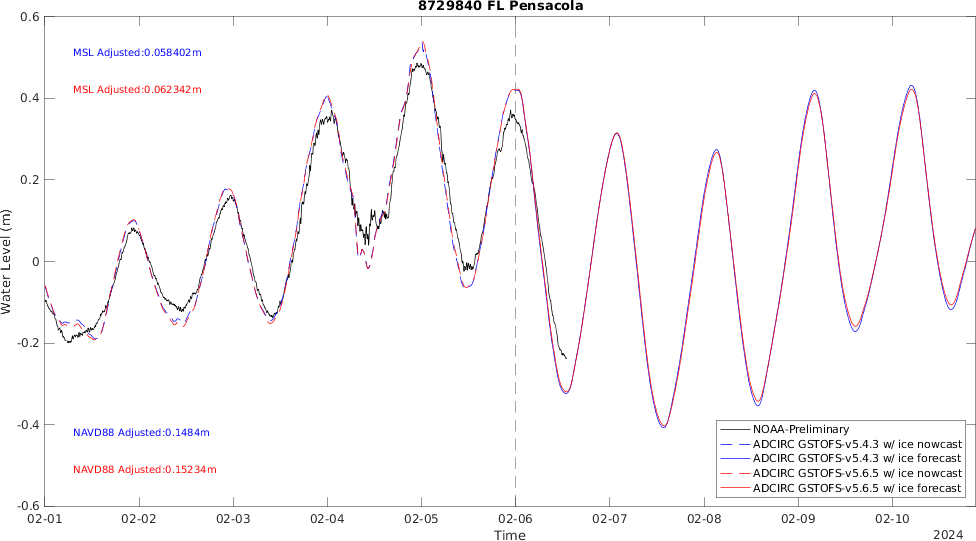 8729840 FL Pensacola
0.6
0.4
0.2
0
-0.2
-0.4
-0.6
Water Level (m)
MSL Adjusted:0.058402m
MSL Adjusted:0.062342m
NAVD88 Adjusted:0.1484m
NAVD88 Adjusted:0.15234m
NOAA-Preliminary
ADCIRC GSTOFS-v5.4.3 w/ ice nowcast
ADCIRC GSTOFS-v5.4.3 w/ ice forecast
ADCIRC GSTOFS-v5.6.5 w/ ice nowcast
ADCIRC GSTOFS-v5.6.5 w/ ice forecast
02-01 02-02 02-03 02-04 02-05 02-06 02-07 02-08 02-09 02-10
Time
2024